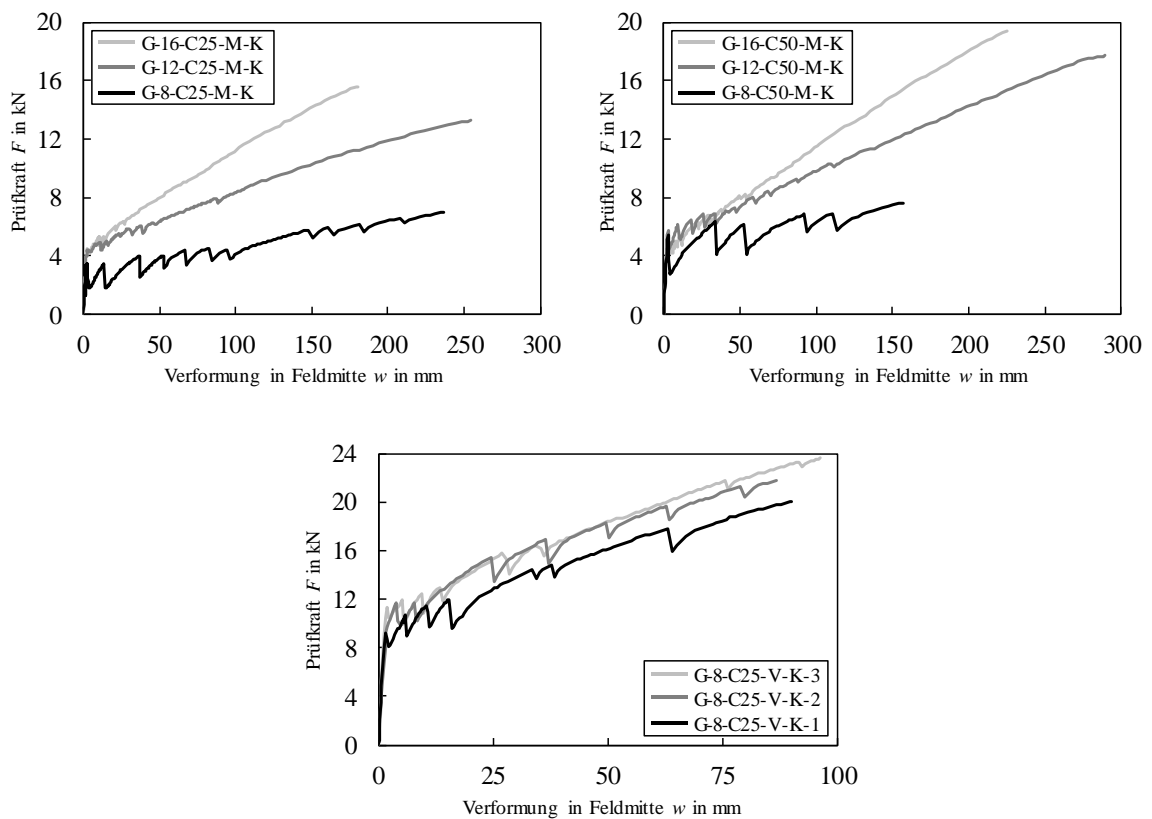 20
16
12
8
4
0
Prüfkraft F in kN
G-16-C25-M-K
G-12-C25-M-K
G-8-C25-M-K
0 50 100 150 200 250 300
Verformung in Feldmitte w in mm
20
16
12
8
4
0
Prüfkraft F in kN
G-16-C50-M-K
G-12-C50-M-K
G-8-C50-M-K
0 50 100 150 200 250 300
Verformung in Feldmitte w in mm
24
20
16
12
8
4
0
Prüfkraft F in kN
G-8-C25-V-K-3
G-8-C25-V-K-2
G-8-C25-V-K-1
0 25 50 75 100
Verformung in Feldmitte w in mm